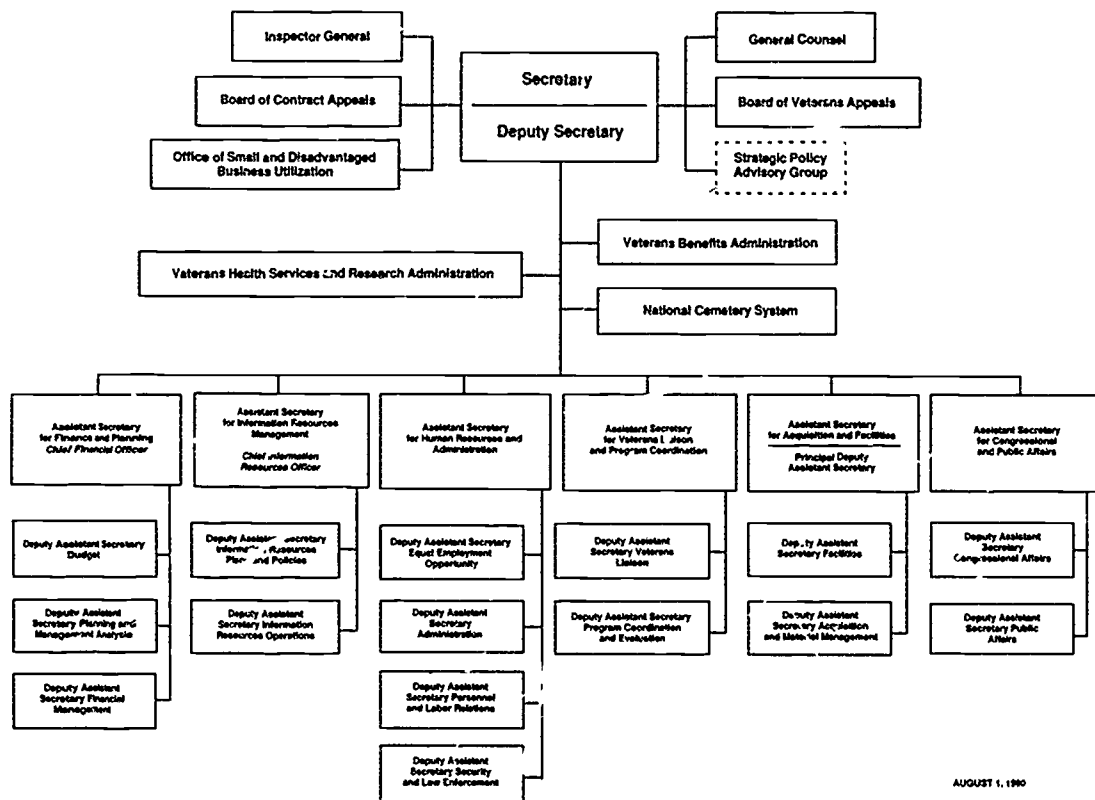 Inspector General
Board of Contract Appeals
Office of Small and Disadvantaged
Business Utilization
Secretary
Deputy Secretary
General Counsel
Board of Veterans Appeals
Strategic Policy
Advisory Group
Veterans Benefits Administration
Veterans Health Services and Research Administration
National Cemetery System
Assistant Secretary
for Finance and Planning
Chief Financial Officer
Deputy Assistant Secretary
Budget
Deputy Assistant
Secretary Planning and
Management Analysis
Deputy Assistant
Secretary Financial
Management
Assistant Secretary
for Information Resources
Management
Chief Information
Resources Officer
Deputy Assistant Secretary
Information Resources
and Policies
Deputy Assistant
Secretary Information
Resources Operations
Assistant Secretary
for Human Resources and
Administration
Deputy Assistant Secretary
Equal Employment
Opportunity
Deputy Assistant
Secretary
Administration
Deputy Assistant
Secretary Personnel
and Labor Relations
Deputy Assistant
Secretary Security
and Law Enforcement
Assistant Secretary
for Veterans Liaison
and Program Coordination
Deputy Assistant
Secretary Veterans
Liaison
Deputy Assistant Secretary
Program Coordination
and Evaluation
Assistant Secretary
for Acquisition and Facilities
Principal Deputy
Assistant Secretary
Deputy Assistant
Secretary Facilities
Deputy Assistant
Secretary Acquisition
and Material Management
Assistant Secretary
for Congressional
and Public Affairs
Deputy Assistant
Secretary
Congressional Affairs
Deputy Assistant
Secretary Public
Affairs
AUGUST 1,